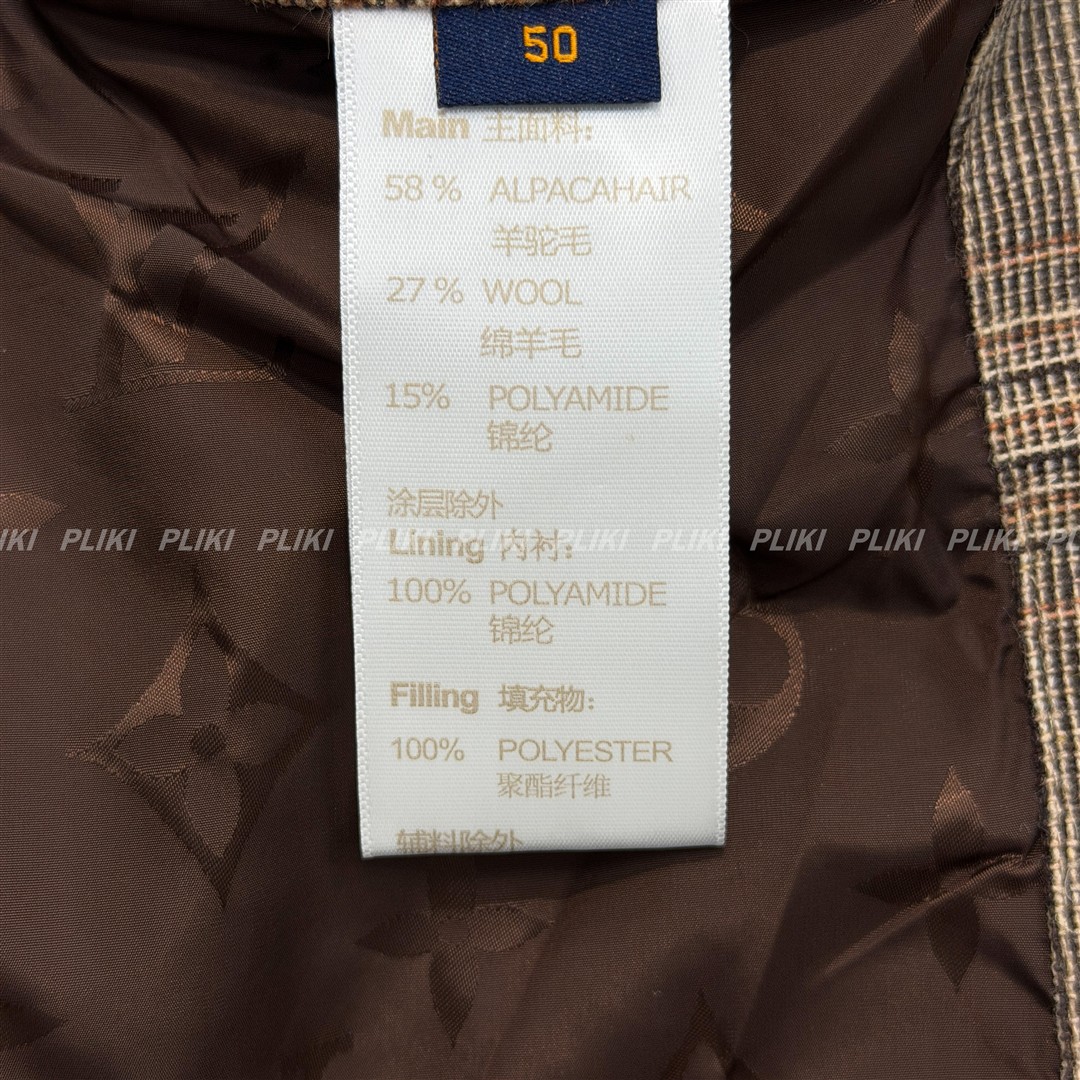 50
Main 主面料:
58 % ALPACAHAIR
羊驼毛
27 % WOOL
绵羊毛
15% POLYAMIDE
锦纶
涂层除外
IKI PLIKI PLIKI PLIKI PLIKI PLIKI PLIKI PLIKI PLIKI PLIKI PLIKI PL
Lining 内衬:
100% POLYAMIDE
锦纶
Filling 填充物:
100% POLYESTER
聚酯纤维
辅料除外